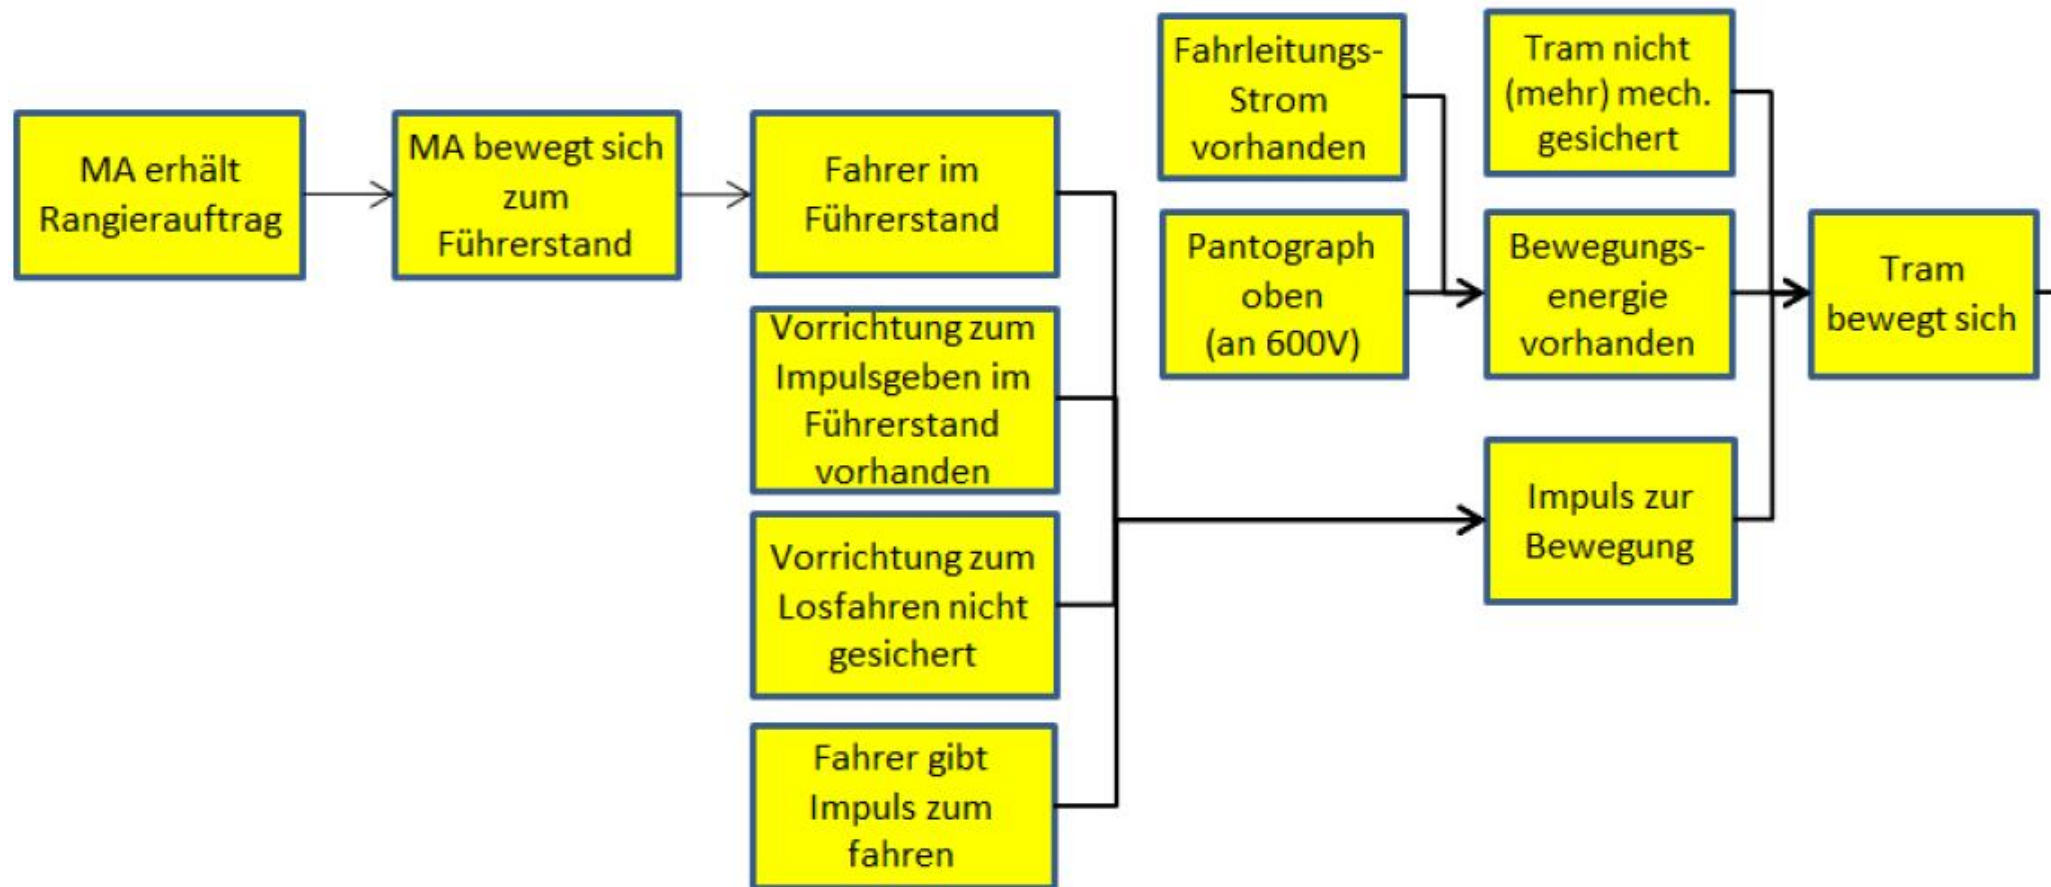 MA erhält
Rangierauftrag
MA bewegt sich
zum
Führerstand
Fahrer im
Führerstand
Vorrichtung zum
Impulsgeben im
Führerstand
vorhanden
Vorrichtung zum
Losfahren nicht
gesichert
Fahrer gibt
Impuls zum
fahren
Fahrleitungs-
Strom
vorhanden
Pantograph
oben
(an 600V)
Tram nicht
(mehr) mech.
gesichert
Bewegungs-
energie
vorhanden
Impuls zur
Bewegung
Tram
bewegt sich